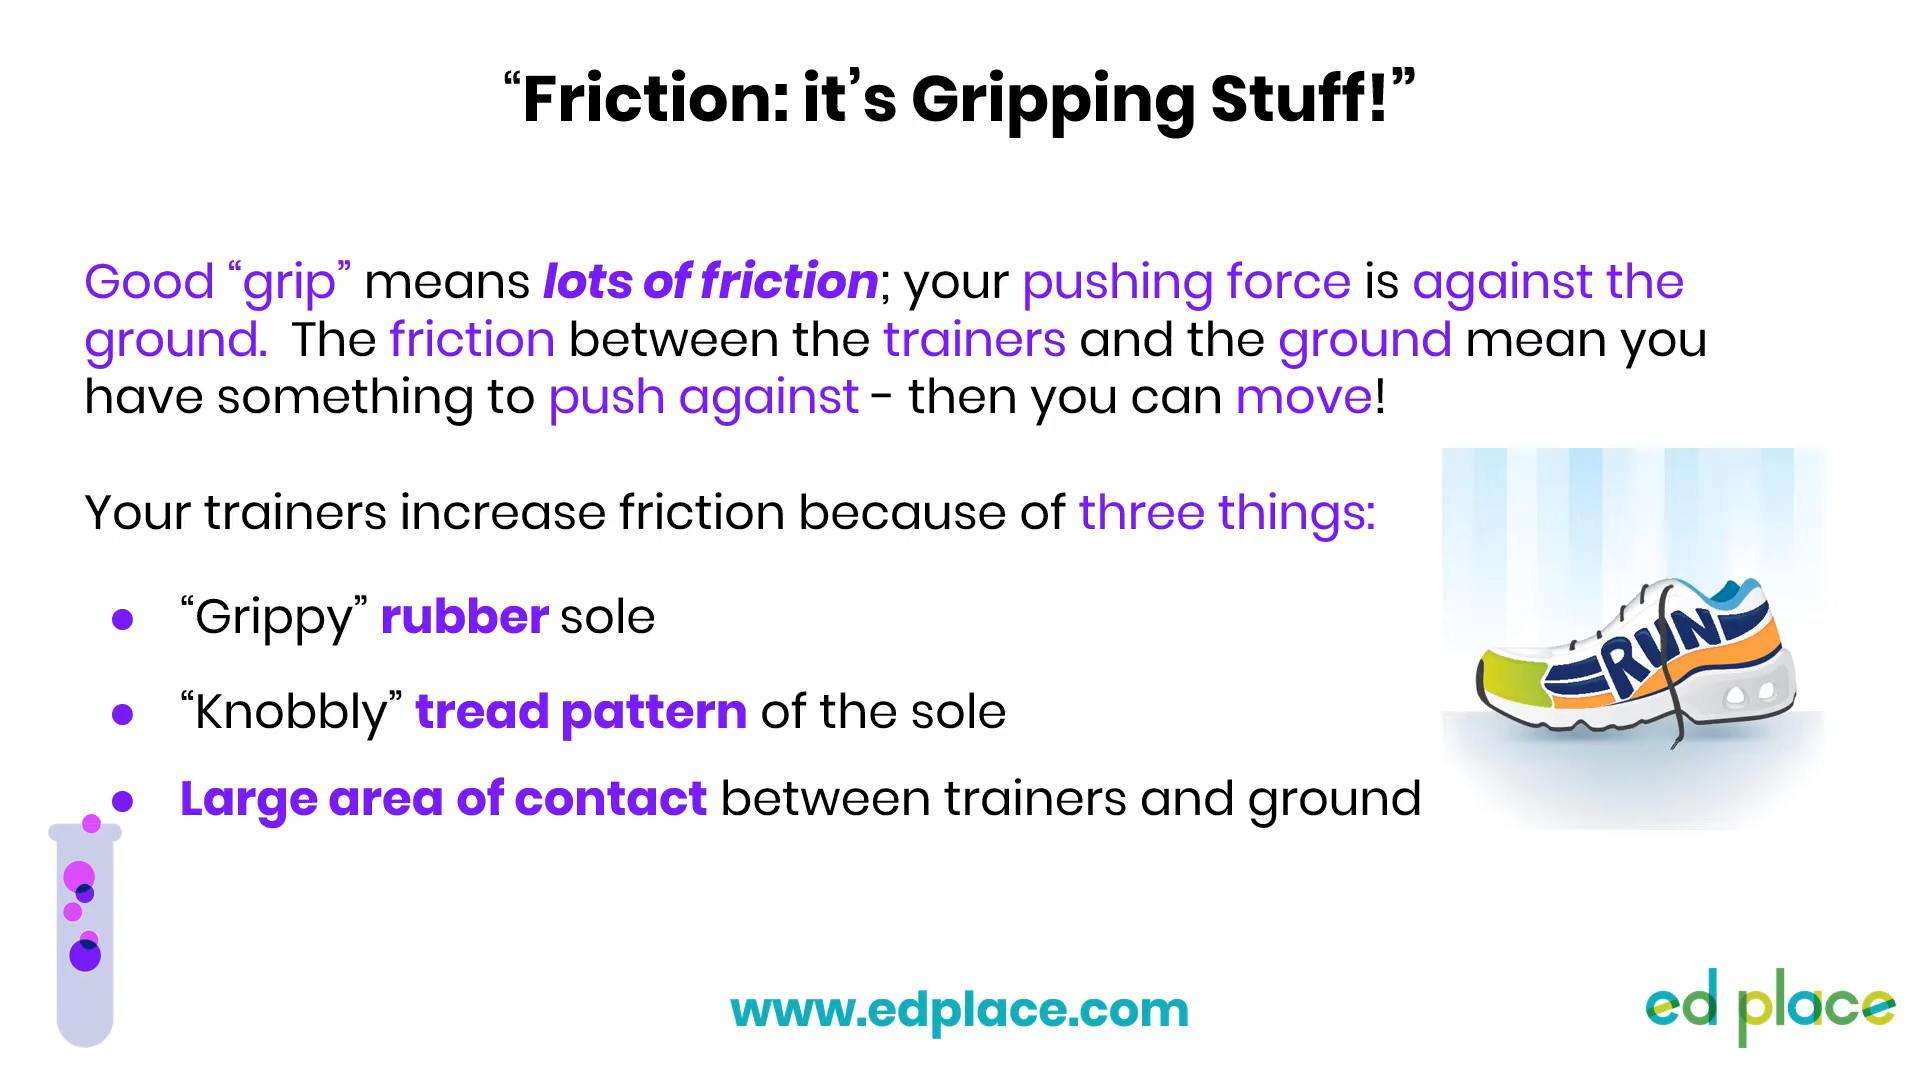 “Friction: it’s Gripping Stuff!”
Good “grip” means lots of friction; your pushing force is against the
ground.  The friction between the trainers and the ground mean you
have something to push against - then you can move!
Your trainers increase friction because of three things:
● “Grippy” rubber sole
● “Knobbly” tread pattern of the sole
● Large area of contact between trainers and ground
RUN
www.edplace.com
ed place